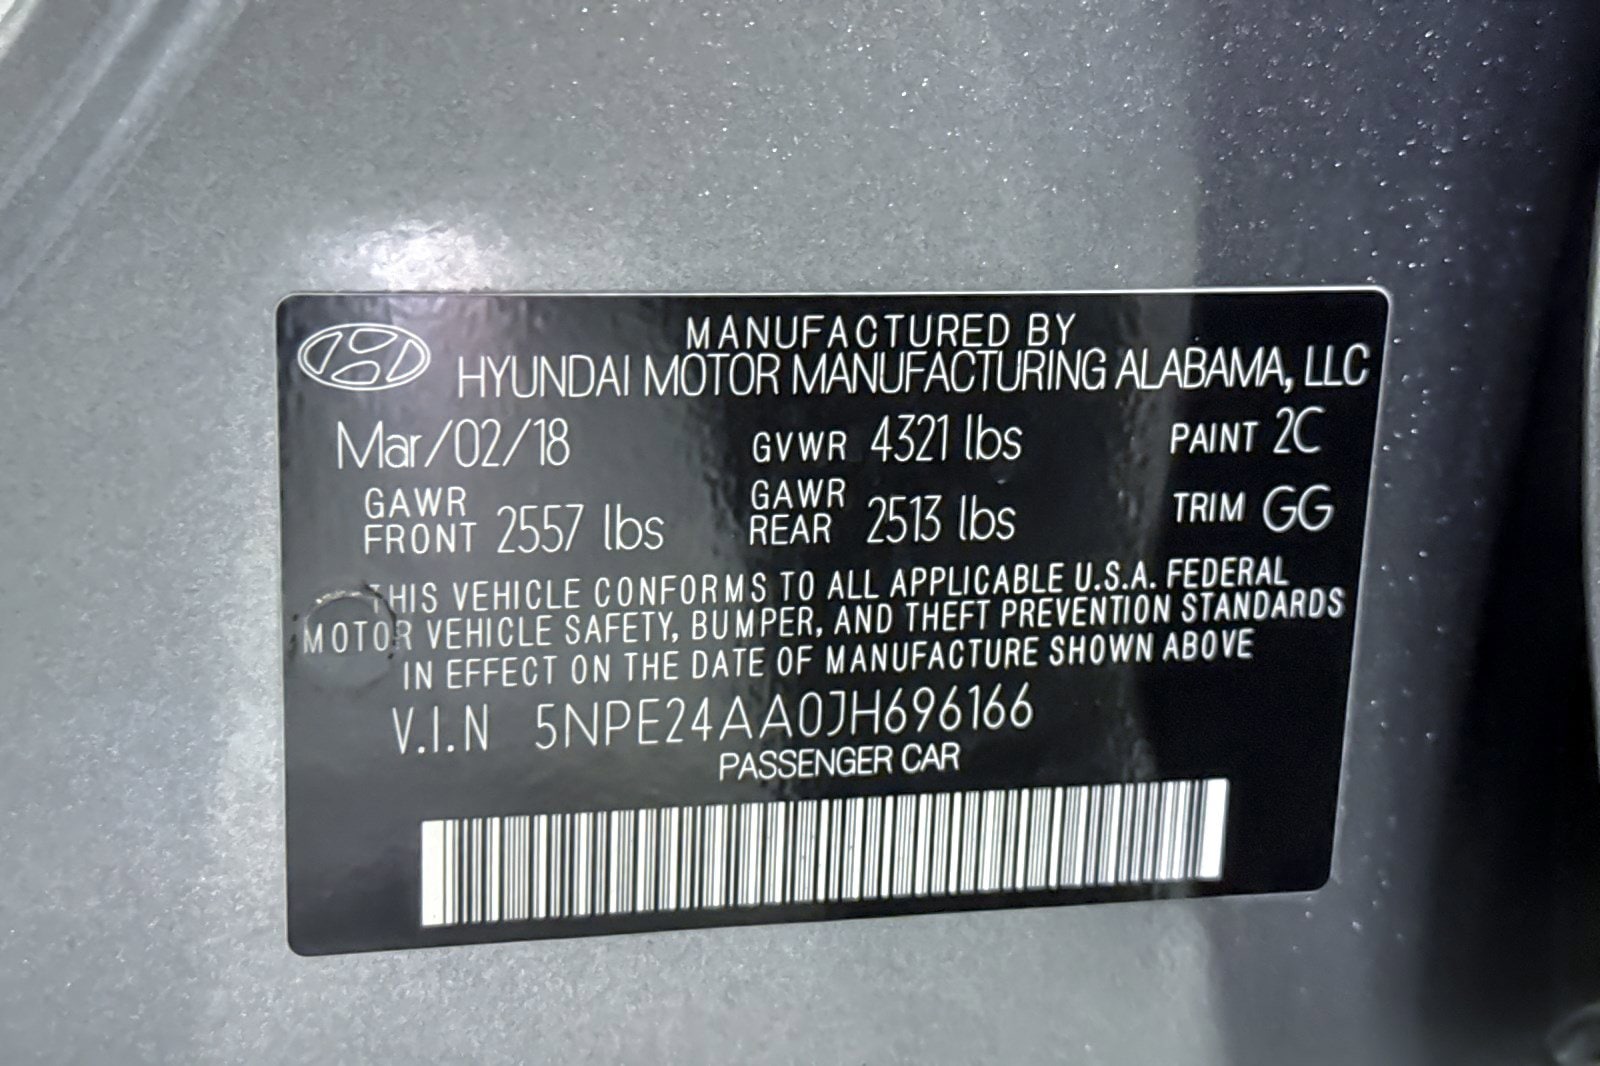 MANUFACTURED BY
HYUNDAI MOTOR MANUFACTURING ALABAMA, LLC
Mar/02/18 GVWR 4321 lbs PAINT 2C
GAWR FRONT 2557 lbs GAWR REAR 2513 lbs TRIM GG
THIS VEHICLE CONFORMS TO ALL APPLICABLE U.S.A. FEDERAL
MOTOR VEHICLE SAFETY, BUMPER, AND THEFT PREVENTION STANDARDS
IN EFFECT ON THE DATE OF MANUFACTURE SHOWN ABOVE
V.I.N 5NPE24AA0JH696166
PASSENGER CAR